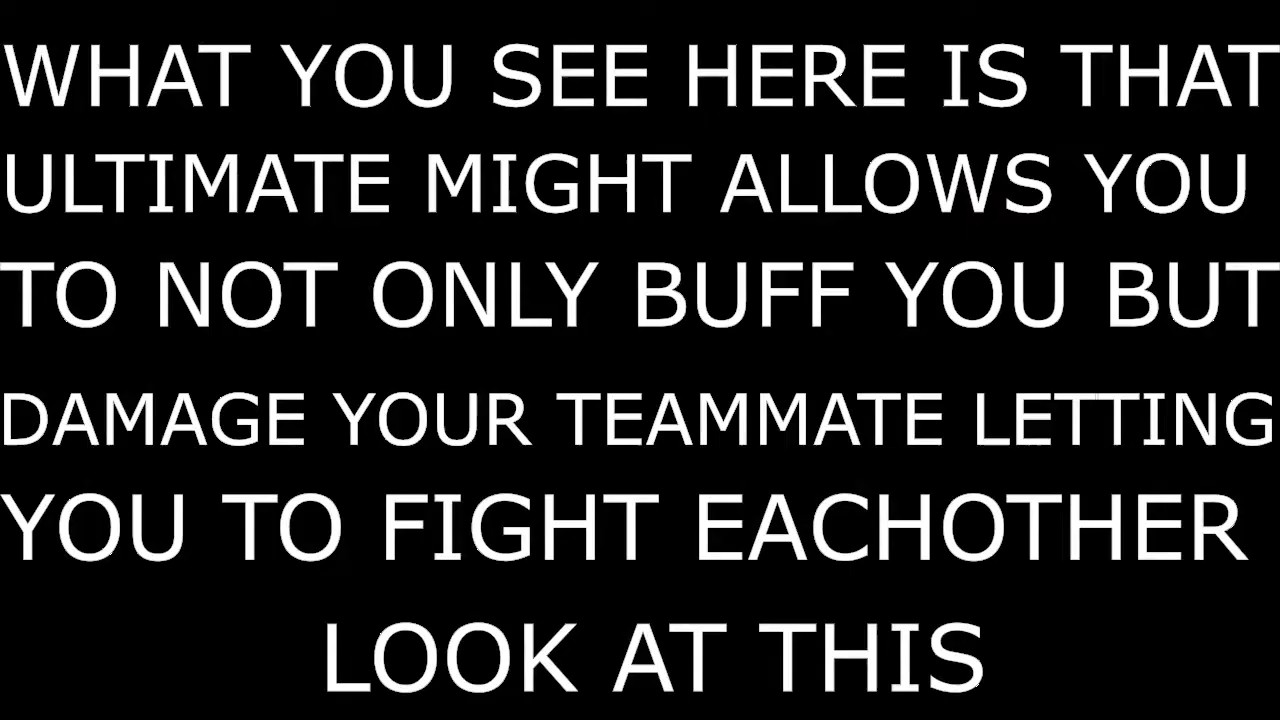 WHAT YOU SEE HERE IS THAT
ULTIMATE MIGHT ALLOWS YOU
TO NOT ONLY BUFF YOU BUT
DAMAGE YOUR TEAMMATE LETTING
YOU TO FIGHT EACHOTHER
LOOK AT THIS